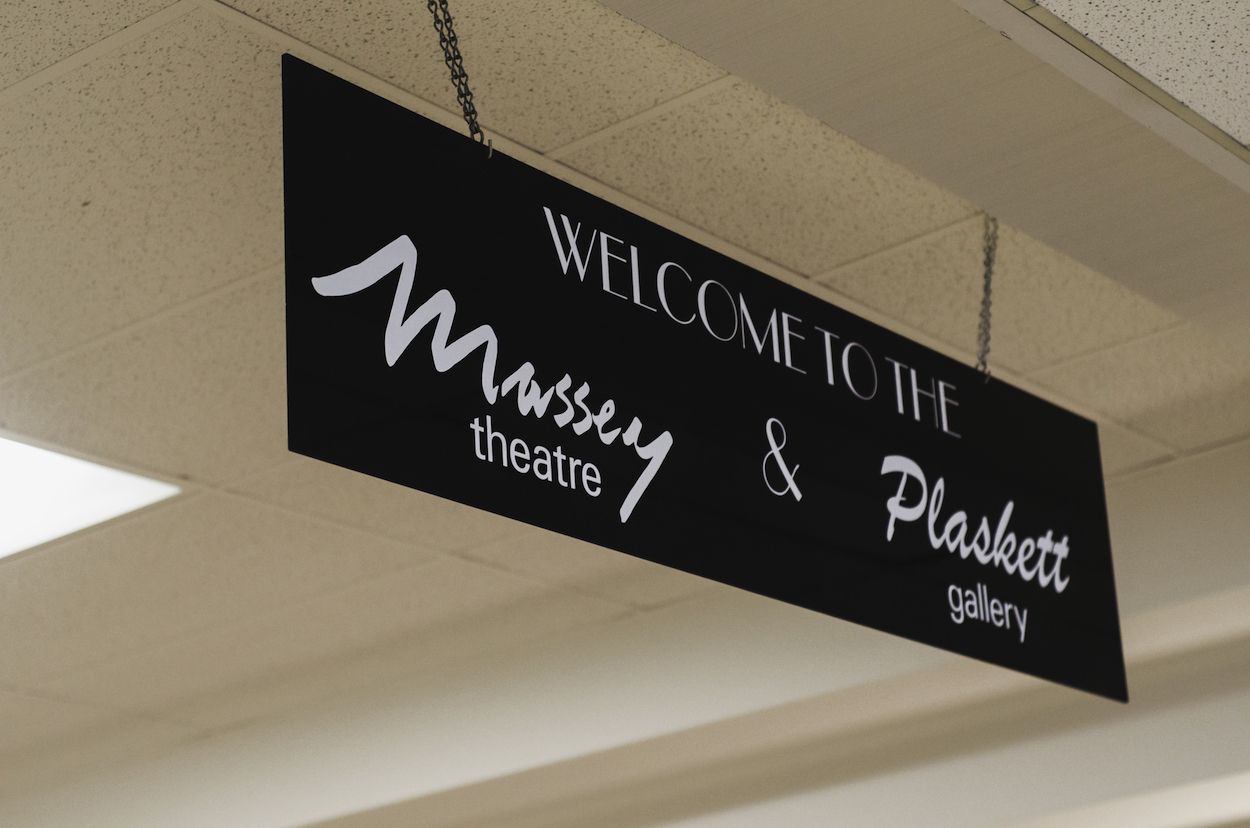 WELCOME TO THE
Massey
theatre
&
Plaskett
gallery